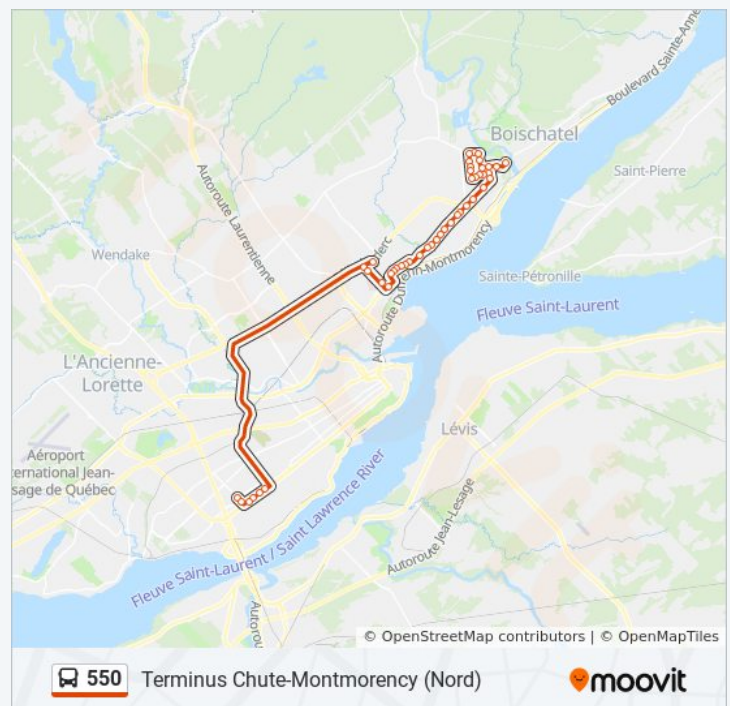 Boulevard Sainte-Anne
Boischatel
Saint-Pierre
Autoroute Laurentienne
Wendake
clerc
Sainte-Pétronille
Fleuve Saint-Laurent
L'Ancienne-
Lorette
Lévis
Aéroport
ternational Jean-
sage de Québec
Fleuve Saint-Laurent / Saint Lawrence River
Autoroute Jean-Lesage
© OpenStreetMap contributors | © OpenMapTiles
550 Terminus Chute-Montmorency (Nord)
moovit